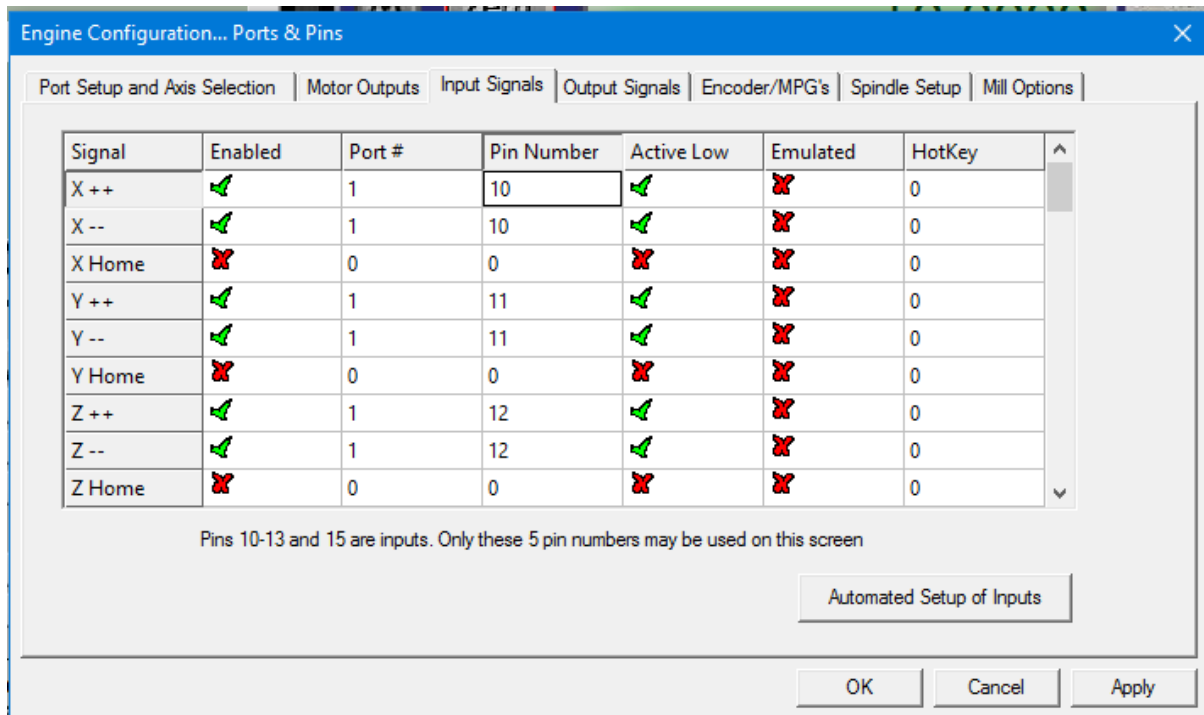 Engine Configuration... Ports & Pins
Port Setup and Axis Selection Motor Outputs Input Signals Output Signals Encoder/MPG's Spindle Setup Mill Options
Signal Enabled Port # Pin Number Active Low Emulated HotKey
X ++ 1 10 0
X -- 1 10 0
X Home 0 0 0
Y ++ 1 11 0
Y -- 1 11 0
Y Home 0 0 0
Z ++ 1 12 0
Z -- 1 12 0
Z Home 0 0 0
Pins 10-13 and 15 are inputs. Only these 5 pin numbers may be used on this screen
Automated Setup of Inputs
OK Cancel Apply